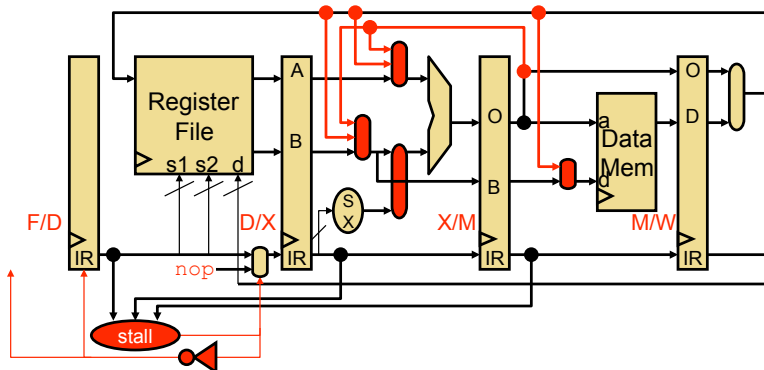 Register
File
s1 s2 d
A
B
S
X
O
B
a
d
Data
Mem
O
D
F/D
D/X
X/M
M/W
IR
IR
IR
IR
nop
stall